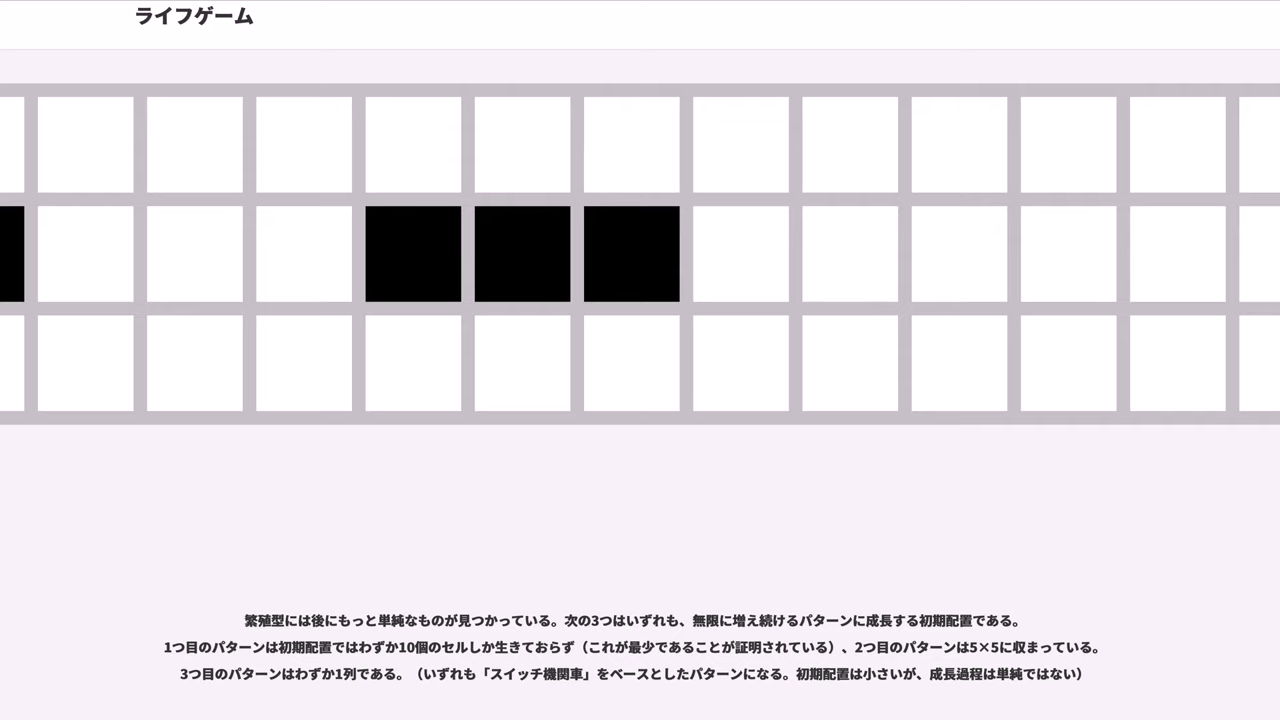 ライフゲーム
繁殖型には後にもっと単純なものが見つかっている。次の3つはいずれも、無限に増え続けるパターンに成長する初期配置である。
1つ目のパターンは初期配置ではわずか10個のセルしか生きておらず（これが最少であることが証明されている）、2つ目のパターンは5×5に収まっている。
3つ目のパターンはわずか1列である。（いずれも「スイッチ機関車」をベースとしたパターンになる。初期配置は小さいが、成長過程は単純ではない）